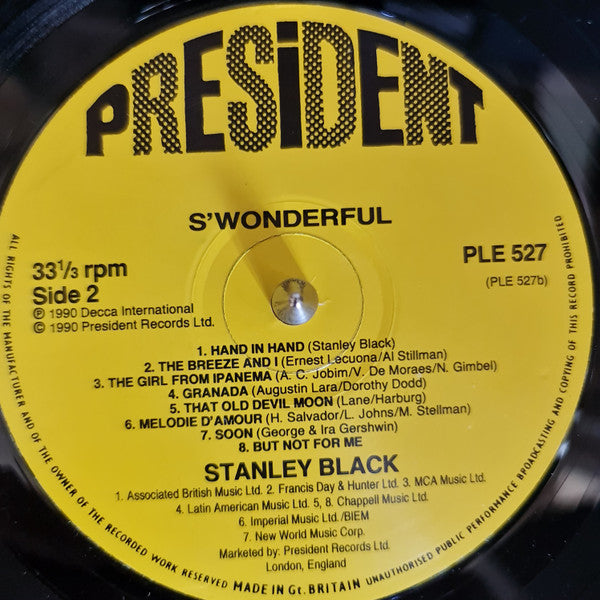 PRESIDENT
S'WONDERFUL
33 1/3 rpm
Side 2
℗ 1990 Decca International
© 1990 President Records Ltd.
PLE 527
(PLE 527b)
1. HAND IN HAND (Stanley Black)
2. THE BREEZE AND I (Ernest Lecuona/Al Stillman)
3. THE GIRL FROM IPANEMA (A. C. Jobim/V. De Moraes/N. Gimbel)
4. GRANADA (Augustin Lara/Dorothy Dodd)
5. THAT OLD DEVIL MOON (Lane/Harburg)
6. MELODIE D'AMOUR (H. Salvador/L. Johns/M. Stellman)
7. SOON (George & Ira Gershwin)
8. BUT NOT FOR ME
STANLEY BLACK
1. Associated British Music Ltd. 2. Francis Day & Hunter Ltd. 3. MCA Music Ltd.
4. Latin American Music Ltd. 5, 8. Chappell Music Ltd.
6. Imperial Music Ltd./BIEM
7. New World Music Corp.
Marketed by: President Records Ltd.
London, England
ALL RIGHTS OF THE MANUFACTURER AND OF THE OWNER OF THE RECORDED WORK RESERVED MADE IN Gt. BRITAIN UNAUTHORISED PUBLIC PERFORMANCE BROADCASTING AND COPYING OF THIS RECORD PROHIBITED